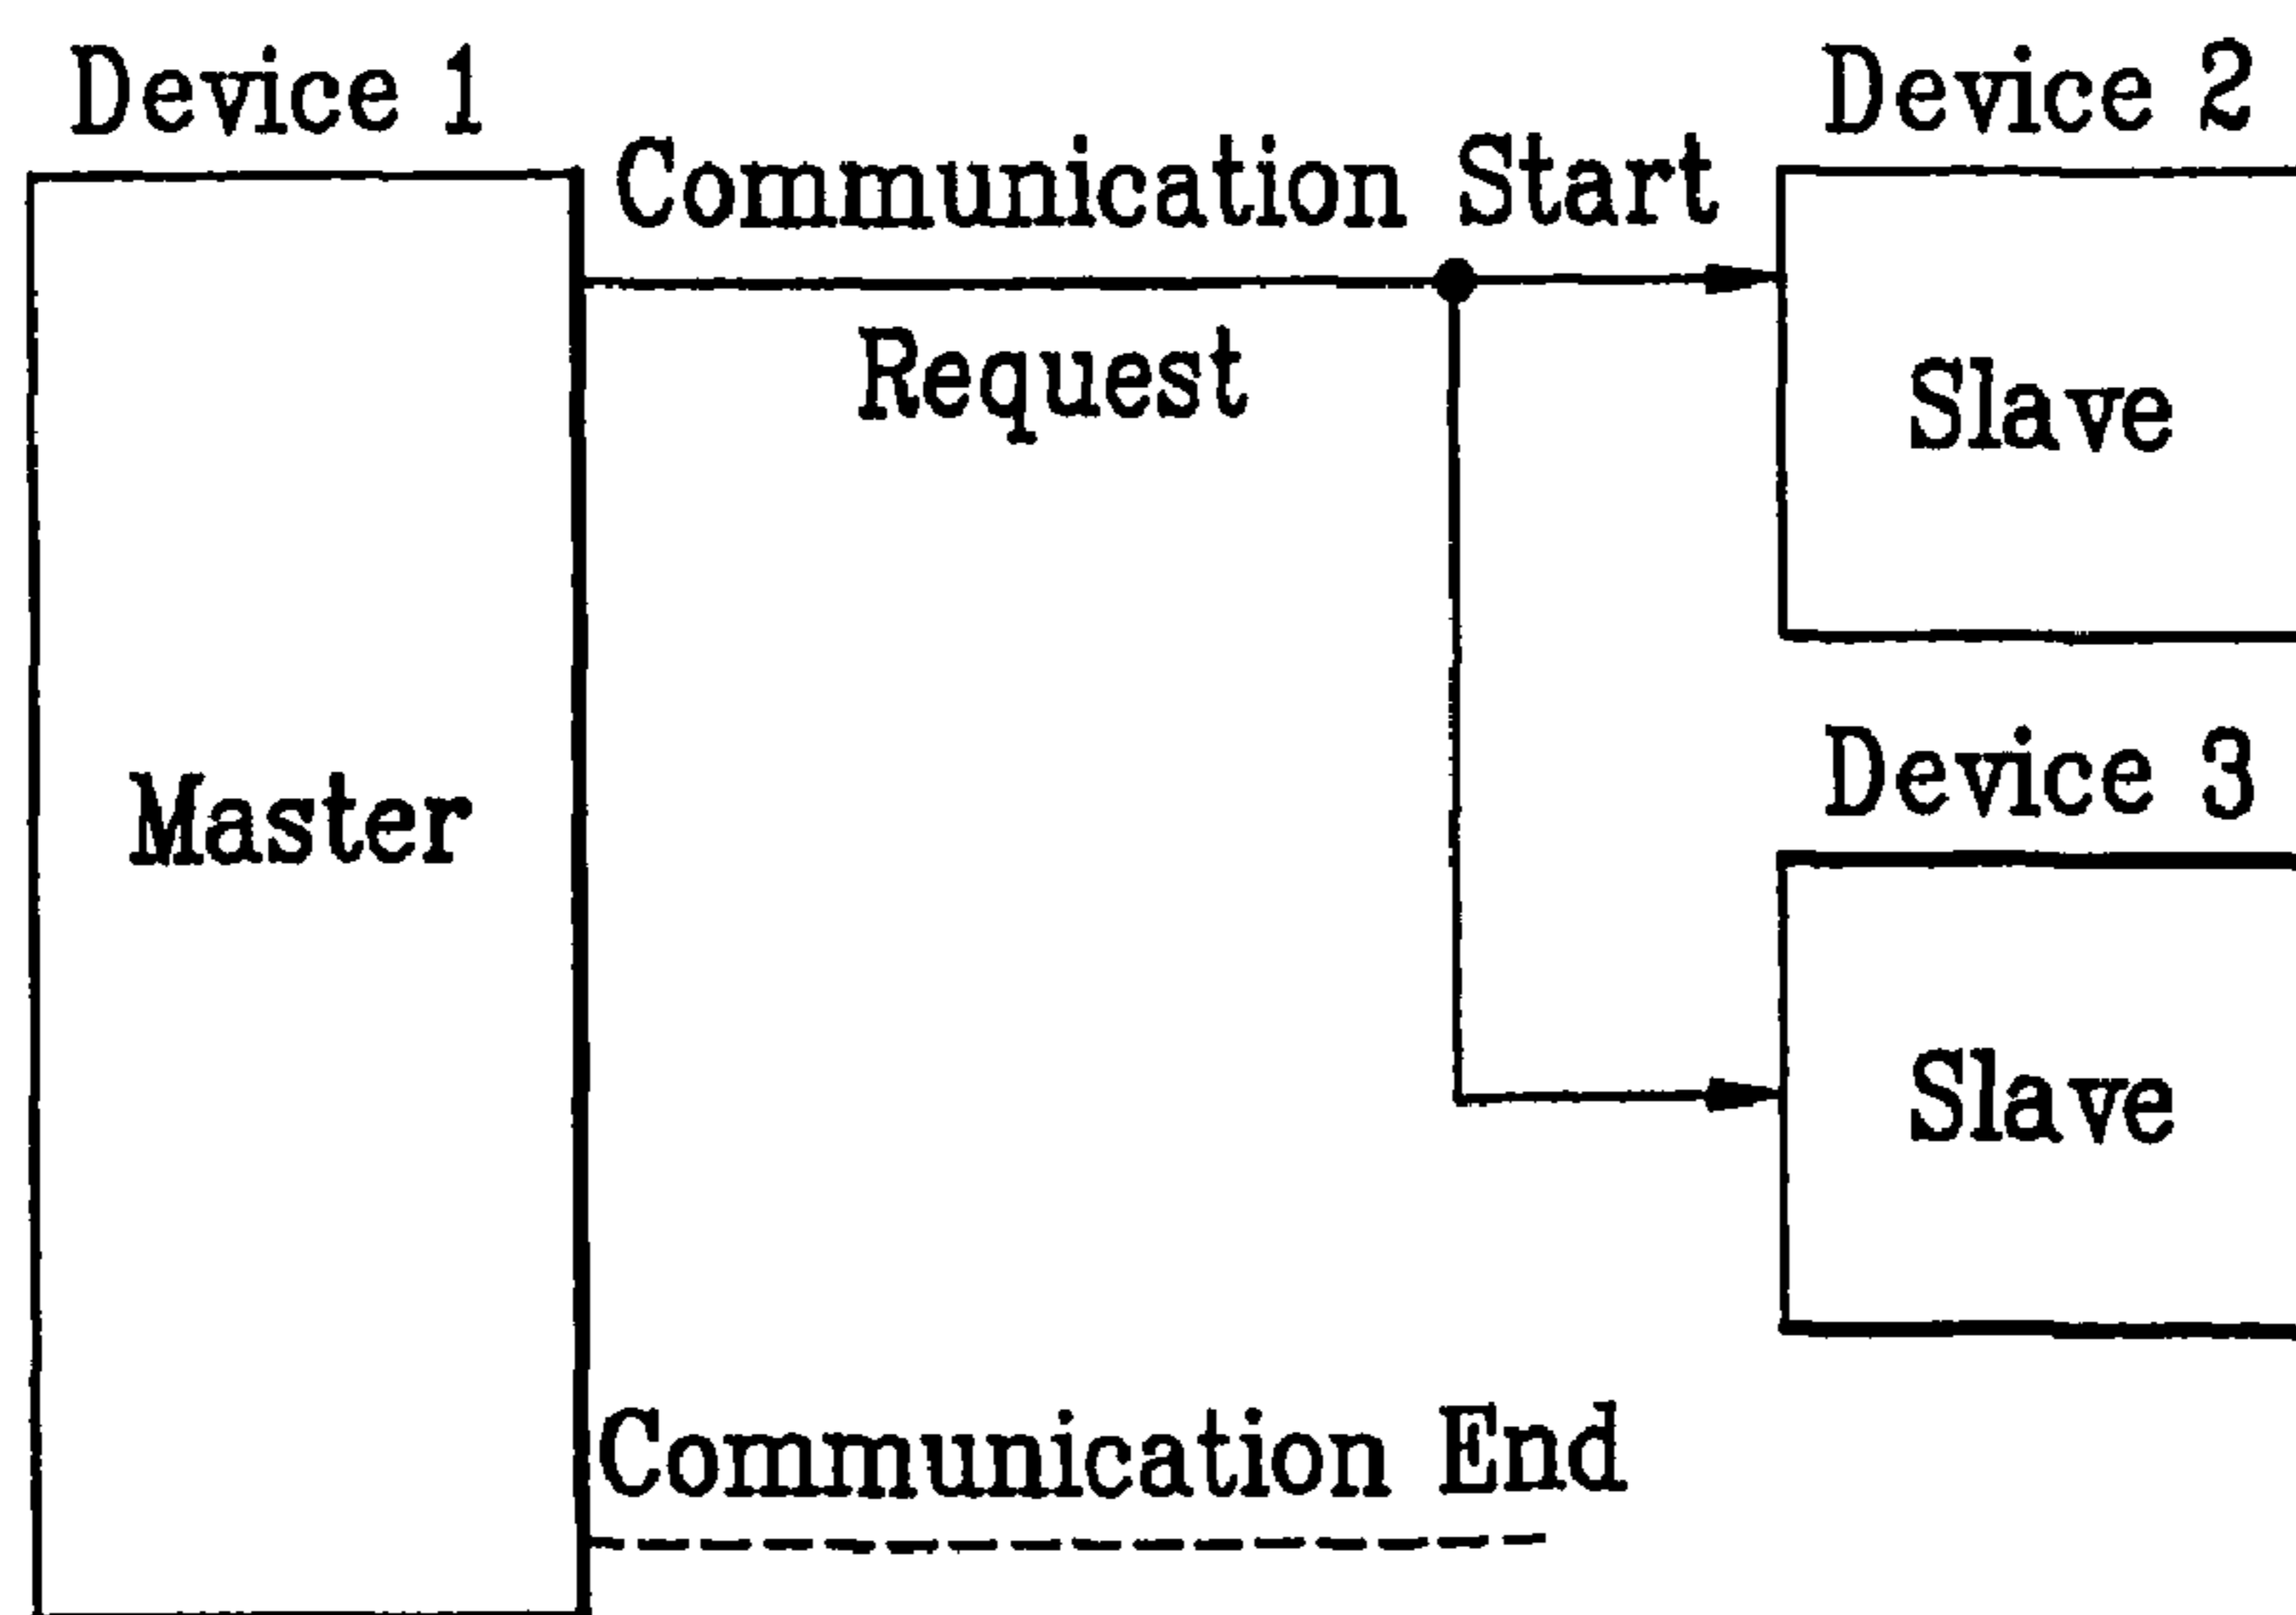 Device 1
Device 2
Communication Start
Request
Slave
Device 3
Master
Slave
Communication End